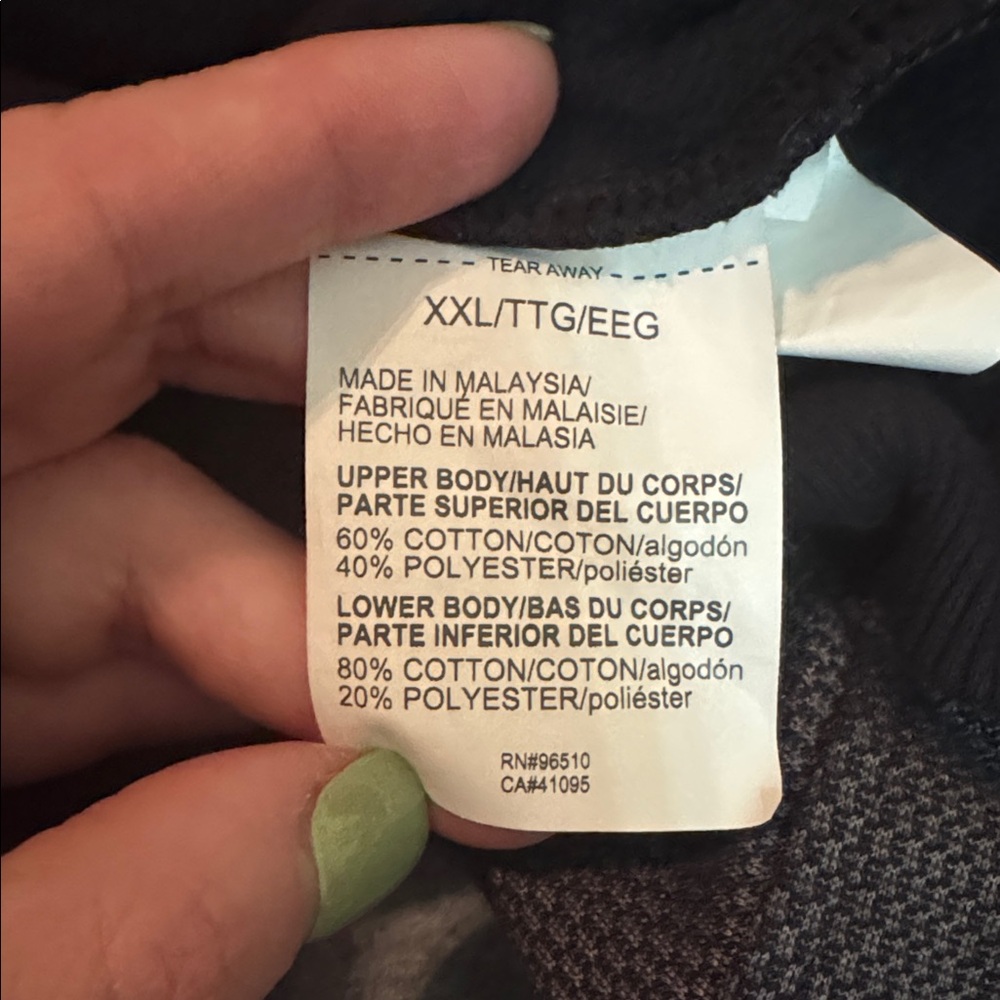 TEAR AWAY
XXL/TTG/EEG
MADE IN MALAYSIA/
FABRIQUÉ EN MALAISIE/
HECHO EN MALASIA
UPPER BODY/HAUT DU CORPS/
PARTE SUPERIOR DEL CUERPO
60% COTTON/COTON/algodón
40% POLYESTER/poliéster
LOWER BODY/BAS DU CORPS/
PARTE INFERIOR DEL CUERPO
80% COTTON/COTON/algodón
20% POLYESTER/poliéster
RN#96510
CA#41095